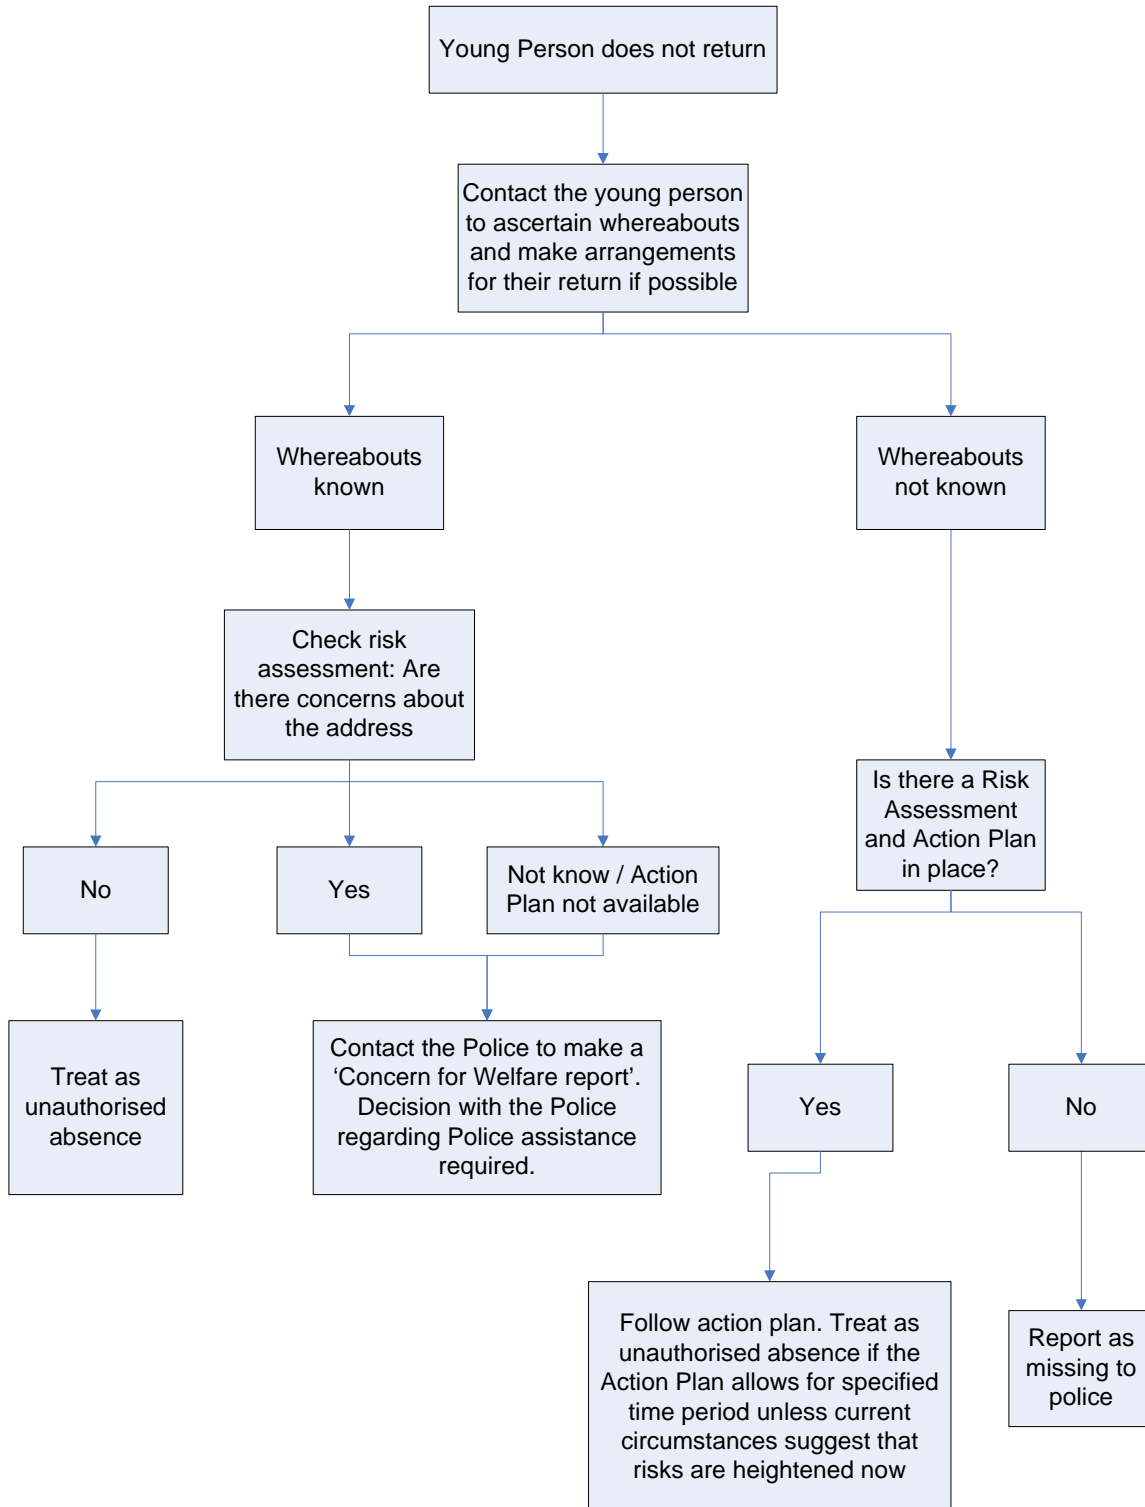 Young Person does not return
Contact the young person
to ascertain whereabouts
and make arrangements
for their return if possible
Whereabouts
known
Whereabouts
not known
Check risk
assessment: Are
there concerns about
the address
Is there a Risk
Assessment
and Action Plan
in place?
No
Yes
Not know / Action
Plan not available
Treat as
unauthorised
absence
Contact the Police to make a
‘Concern for Welfare report’.
Decision with the Police
regarding Police assistance
required.
Yes
No
Follow action plan. Treat as
unauthorised absence if the
Action Plan allows for specified
time period unless current
circumstances suggest that
risks are heightened now
Report as
missing to
police